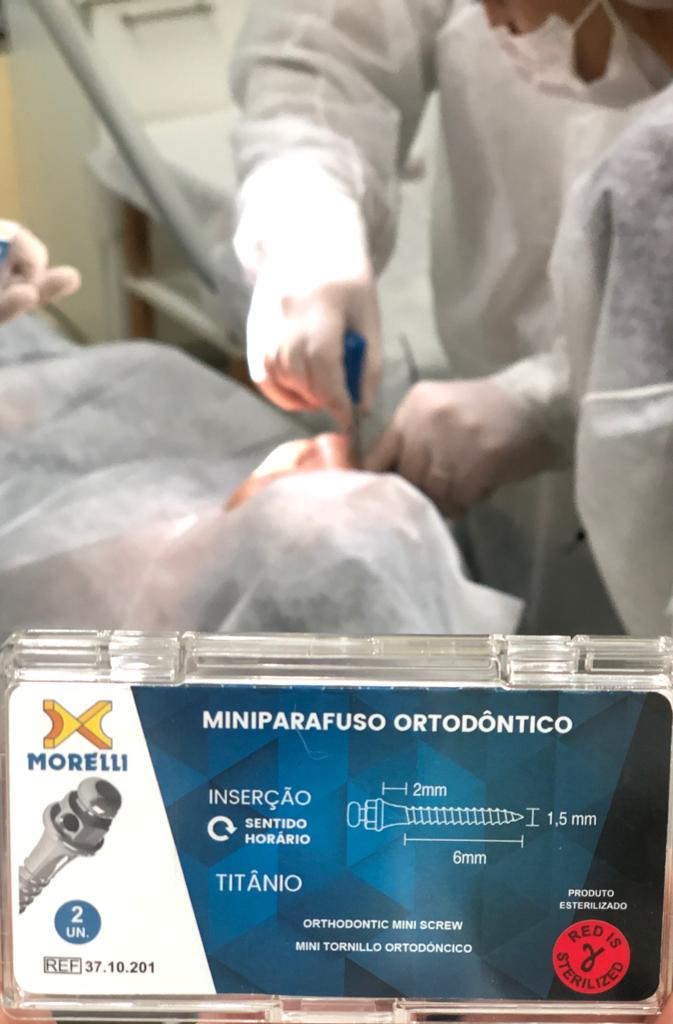 MORELLI
MINIPARAFUSO ORTODÔNTICO
INSERÇÃO
SENTIDO
HORÁRIO
TITÂNIO
2mm
1,5 mm
6mm
2
UN.
REF 37.10.201
ORTHODONTIC MINI SCREW
MINI TORNILLO ORTODÓNCICO
PRODUTO
ESTERILIZADO
RED IS
γ
STERILIZED